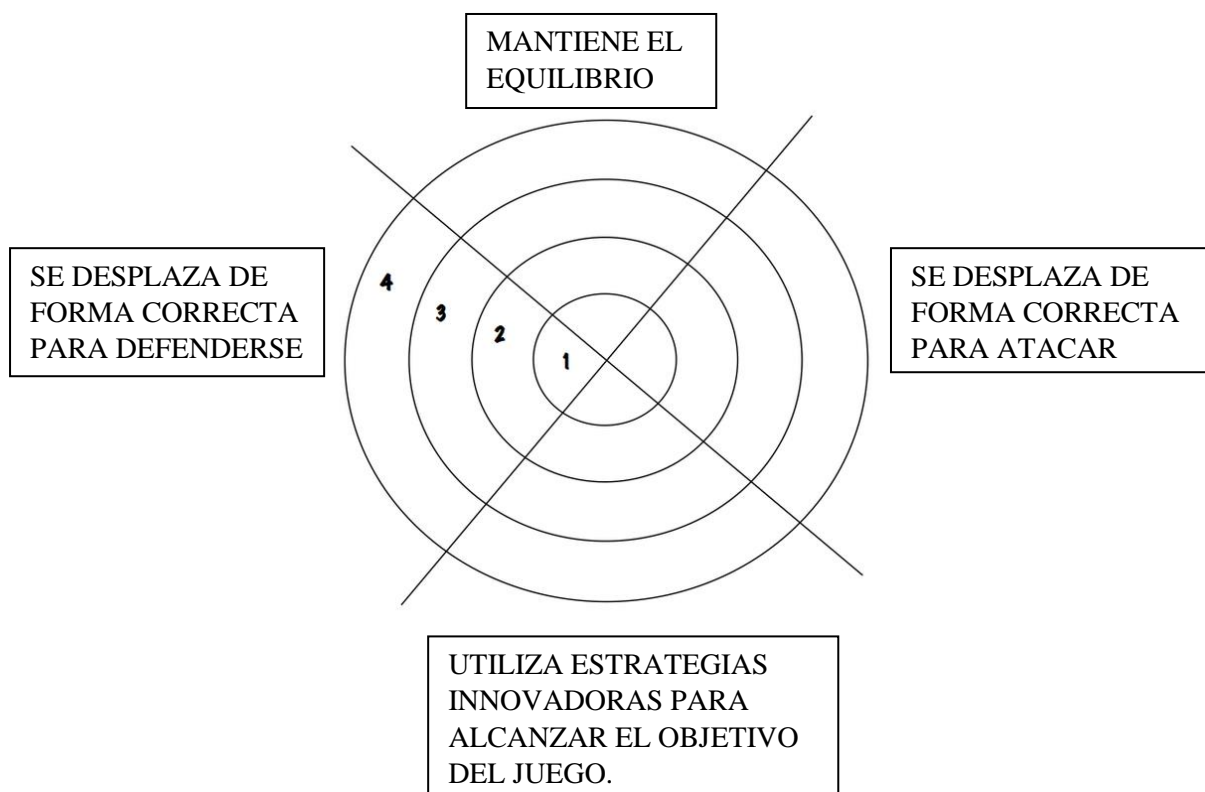 MANTIENE EL
EQUILIBRIO
SE DESPLAZA DE
FORMA CORRECTA
PARA DEFENDERSE
4
3
2
1
SE DESPLAZA DE
FORMA CORRECTA
PARA ATACAR
UTILIZA ESTRATEGIAS
INNOVADORAS PARA
ALCANZAR EL OBJETIVO
DEL JUEGO.